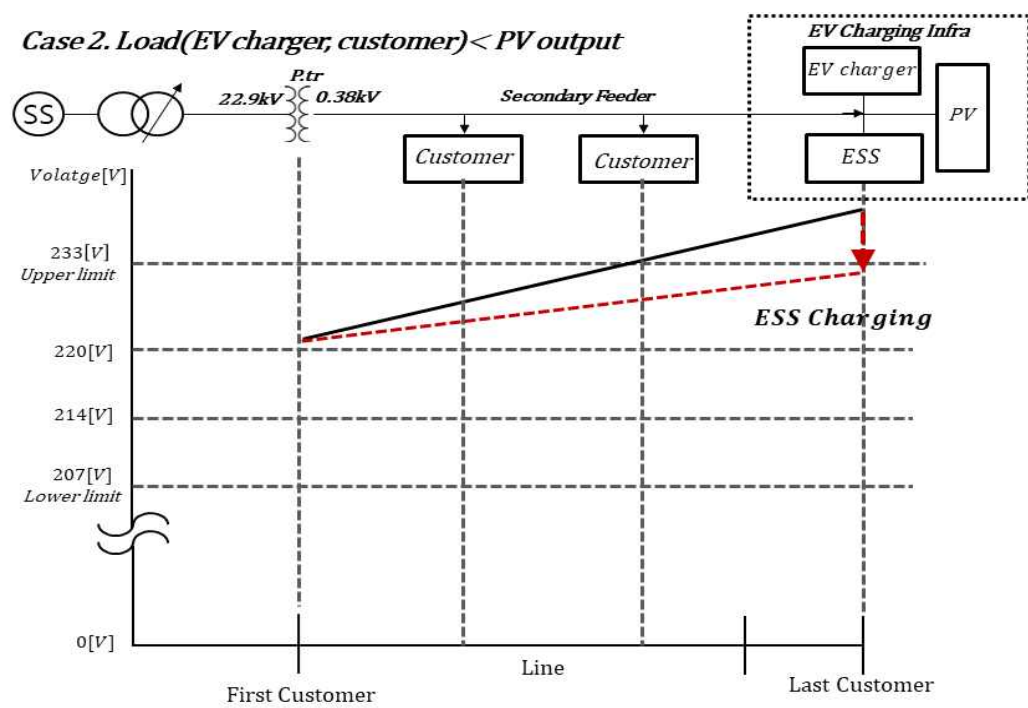 Case 2. Load(EV charger, customer)< PV output
EV Charging Infra
P.tr
EV charger
SS
22.9kV
0.38kV
Secondary Feeder
PV
Customer
Customer
ESS
Volatge[V]
233[V]
Upper limit
ESS Charging
220[V]
214[V]
207[V]
Lower limit
0[V]
Line
First Customer
Last Customer